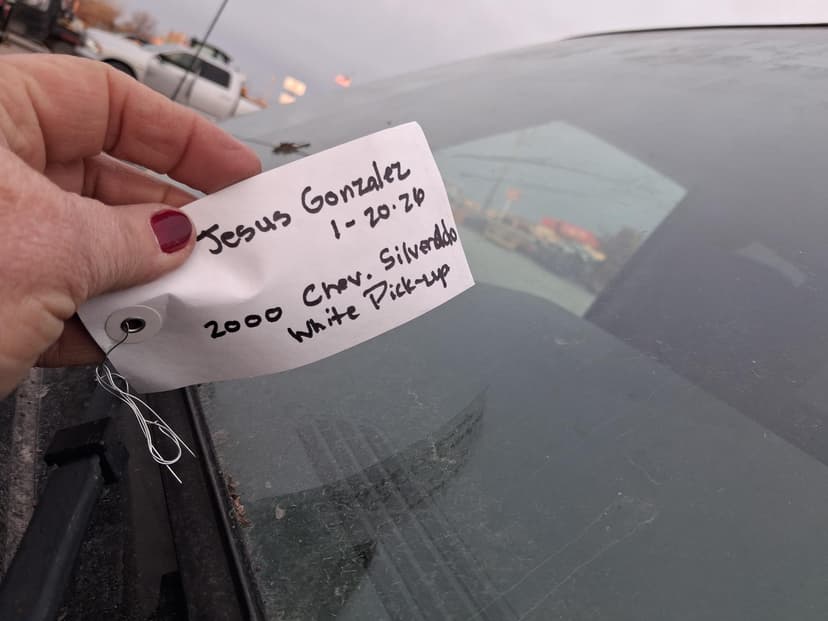 Jesus Gonzalez
1-20-26
2000 Chev. Silverado
White Pick-up